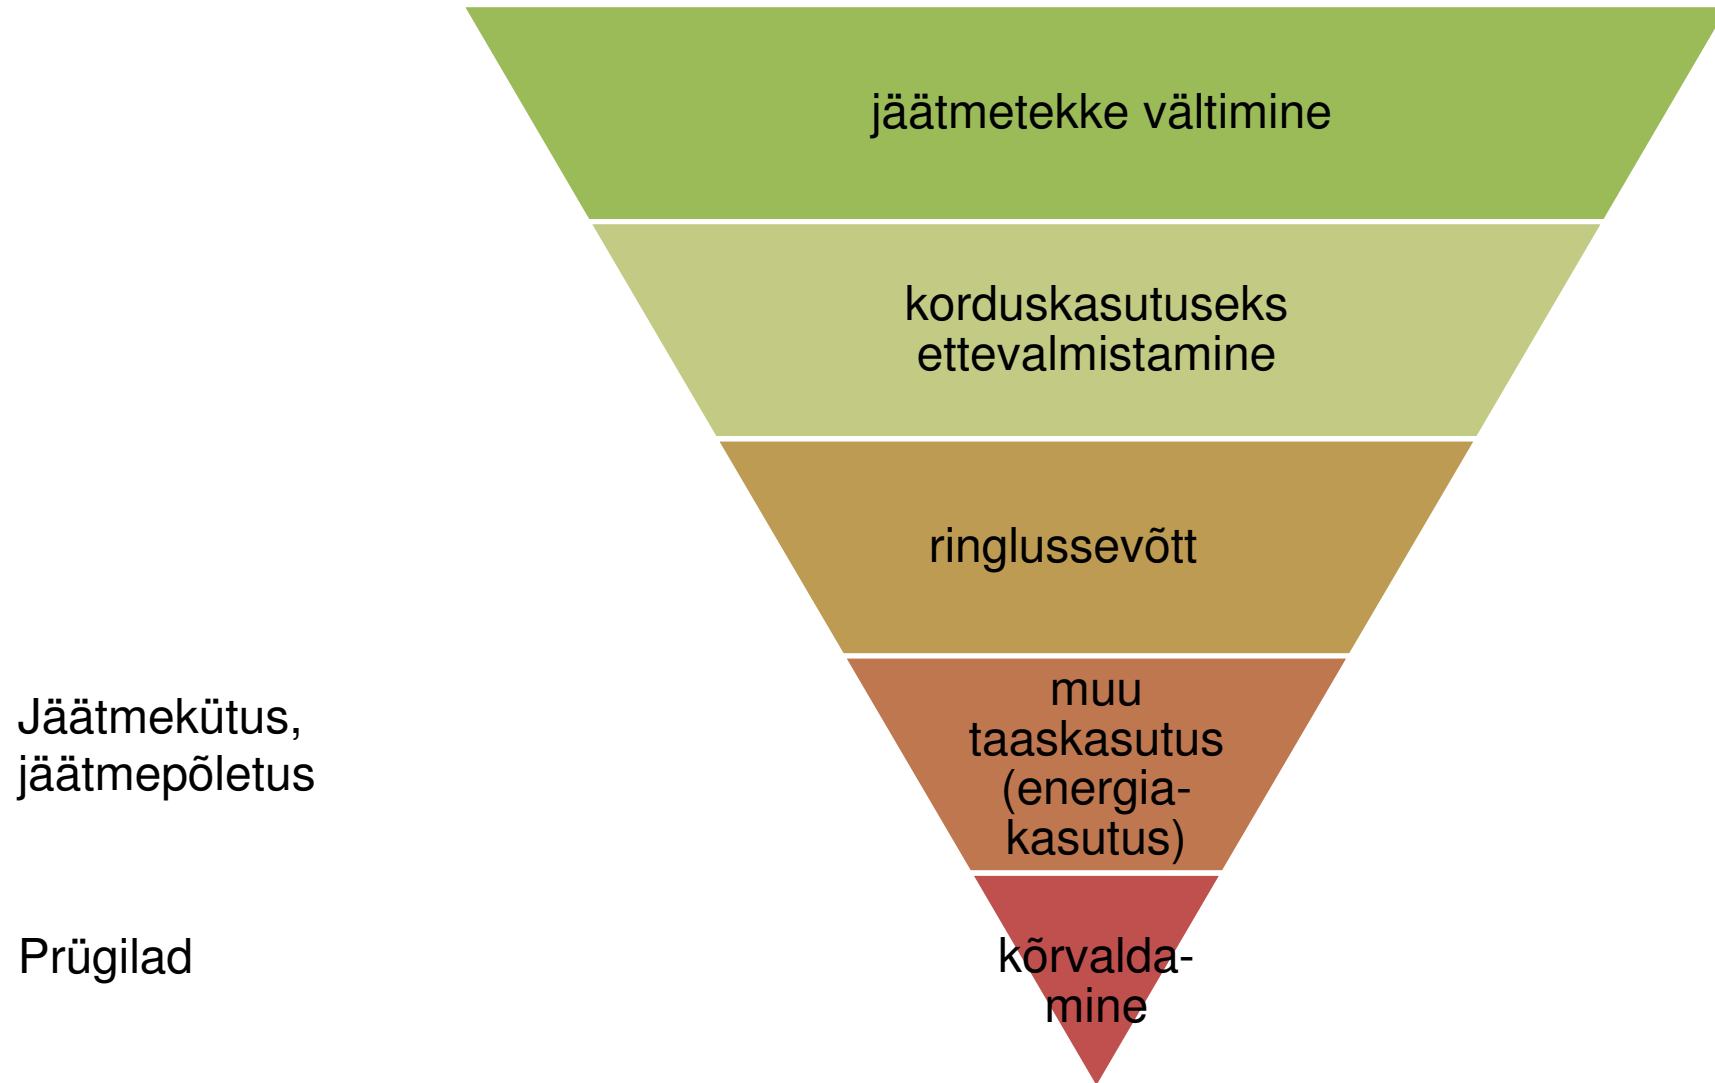 jäätmetekke vältimine
korduskasutuseks
ettevalmistamine
ringlussevõtt
Jäätmekütus,
jäätmepõletus
muu
taaskasutus
(energia-
kasutus)
Prügilad
kõrvalda-
mine